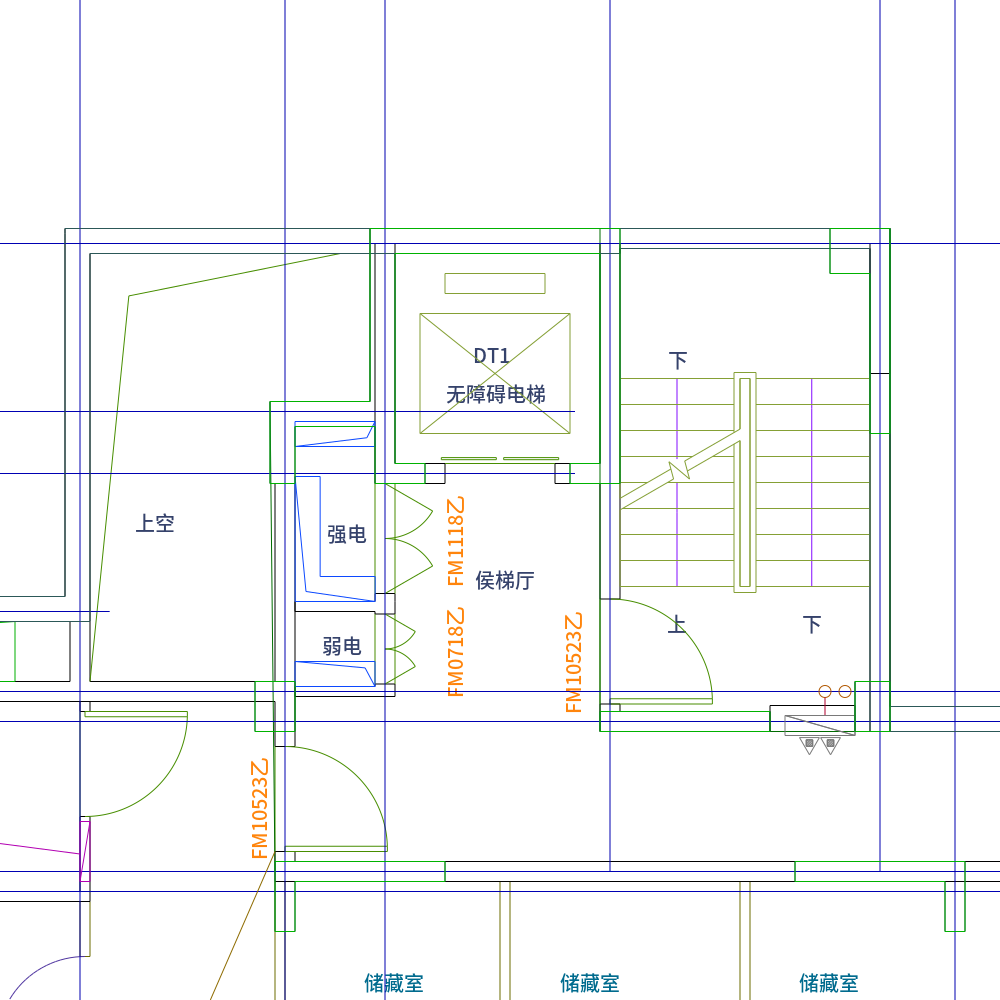 下
DT1
无障碍电梯
上空
强电
FM1118乙
侯梯厅
弱电
FM0718乙
FM10523乙
上
下
FM10523乙
储藏室
储藏室
储藏室